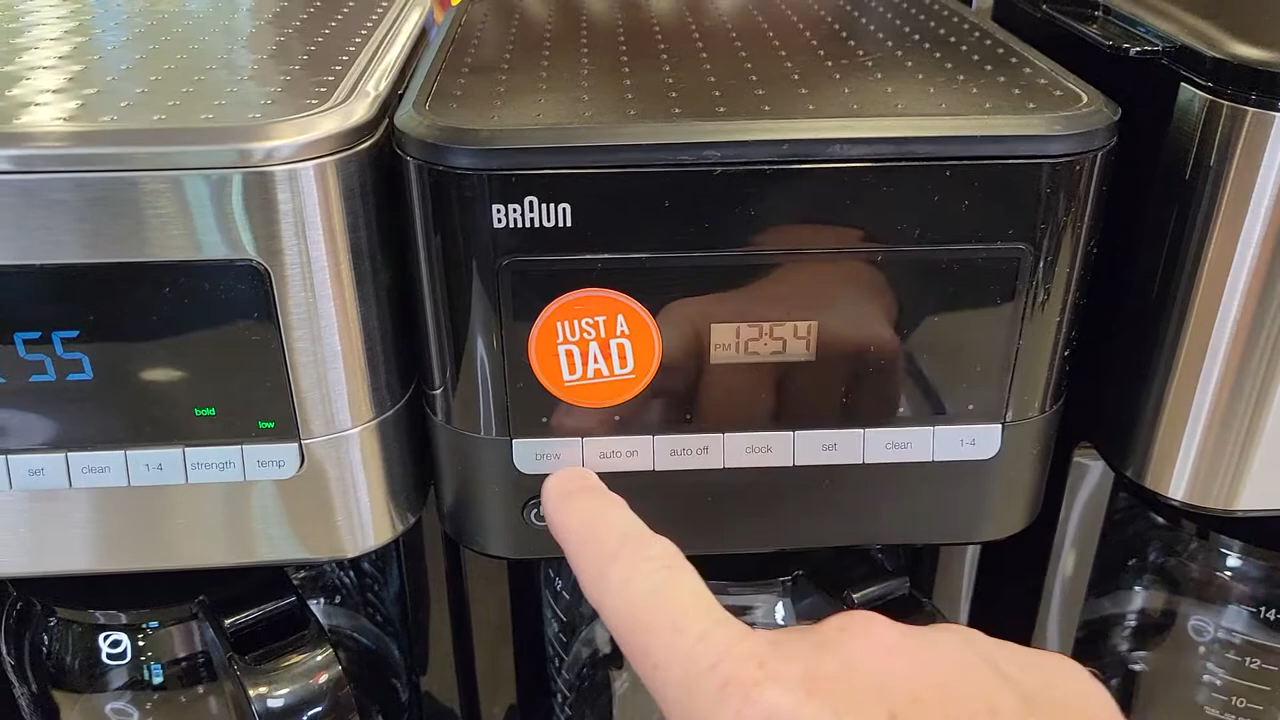 BRAUN
JUST A
DAD
PM 12:54
brew auto on auto off clock set clean 1-4
55
bold
low
set clean 1-4 strength temp
12
14
12
10